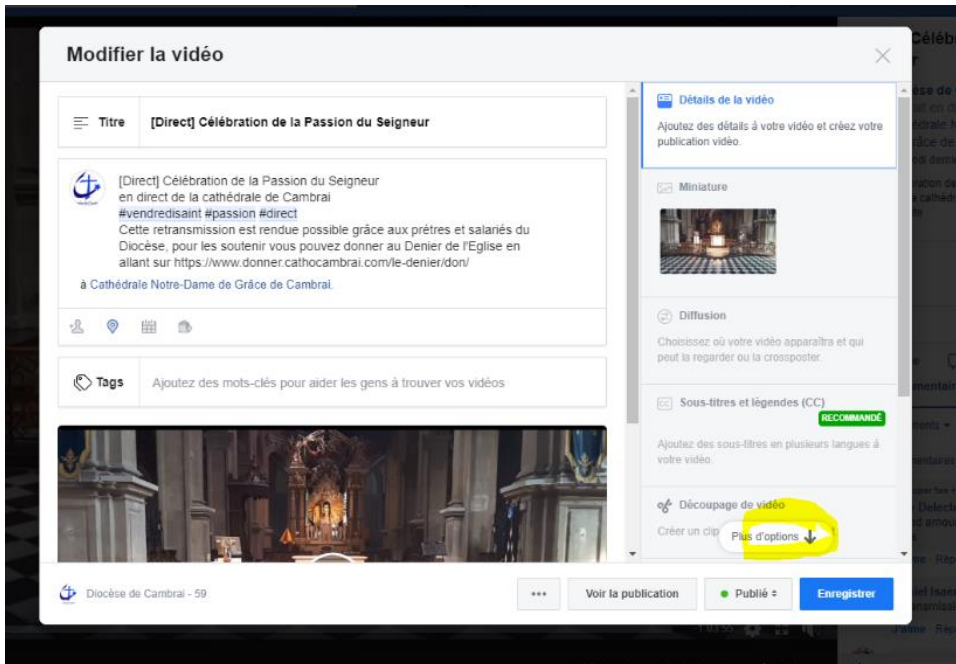 Modifier la vidéo
Titre
[Direct] Célébration de la Passion du Seigneur
[Direct] Célébration de la Passion du Seigneur
en direct de la cathédrale de Cambrai
#vendredisaint #passion #direct
Cette retransmission est rendue possible grâce aux prêtres et salariés du
Diocèse, pour les soutenir vous pouvez donner au Denier de l'Eglise en
allant sur https://www.donner.cathocambrai.com/le-denier/don/
à Cathédrale Notre-Dame de Grâce de Cambrai.
Tags
Ajoutez des mots-clés pour aider les gens à trouver vos vidéos
Détails de la vidéo
Ajoutez des détails à votre vidéo et créez votre
publication vidéo.
Miniature
Diffusion
Choisissez où votre vidéo apparaîtra et qui
peut la regarder ou la crossposter.
Sous-titres et légendes (CC)
RECOMMANDÉ
Ajoutez des sous-titres en plusieurs langues à
votre vidéo.
Découpage de vidéo
Créer un clip
Plus d'options
Diocèse de Cambrai - 59
Voir la publication
Publié
Enregistrer